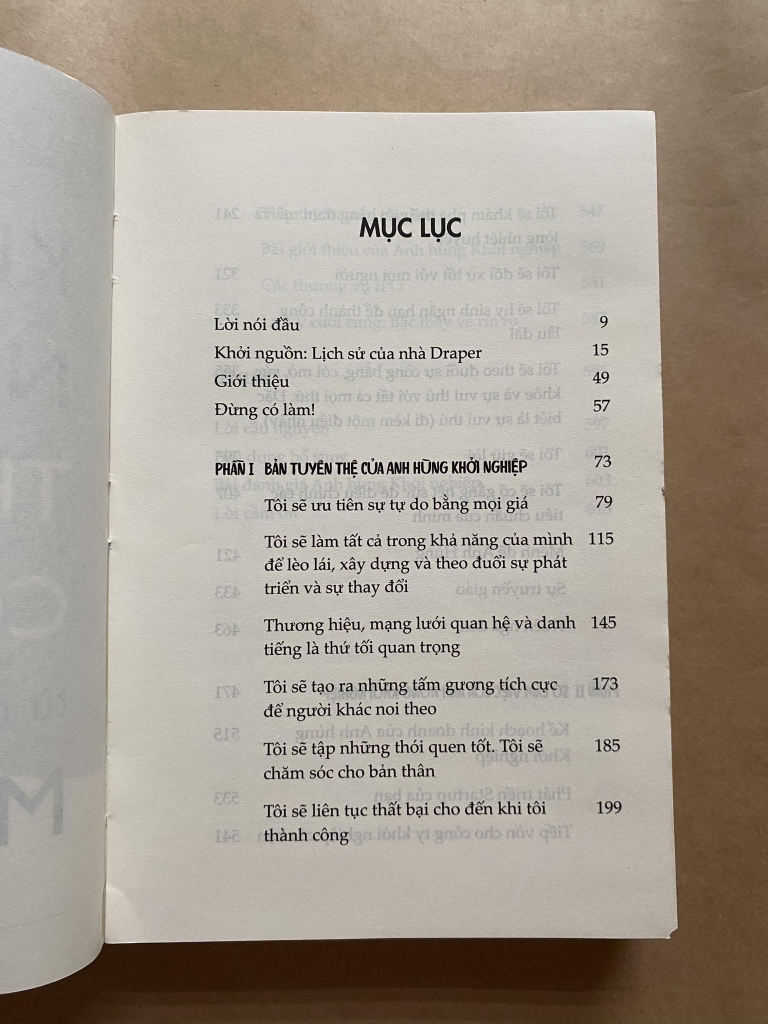 MỤC LỤC
Lời nói đầu 9
Khởi nguồn: Lịch sử của nhà Draper 15
Giới thiệu 49
Đừng có làm! 57
PHẦN I BẢN TUYÊN THỆ CỦA ANH HÙNG KHỞI NGHIỆP 73
Tôi sẽ ưu tiên sự tự do bằng mọi giá 79
Tôi sẽ làm tất cả trong khả năng của mình 115
để lèo lái, xây dựng và theo đuổi sự phát
triển và sự thay đổi
Thương hiệu, mạng lưới quan hệ và danh 145
tiếng là thứ tối quan trọng
Tôi sẽ tạo ra những tấm gương tích cực 173
để người khác noi theo
Tôi sẽ tập những thói quen tốt. Tôi sẽ 185
chăm sóc cho bản thân
Tôi sẽ liên tục thất bại cho đến khi tôi 199
thành công